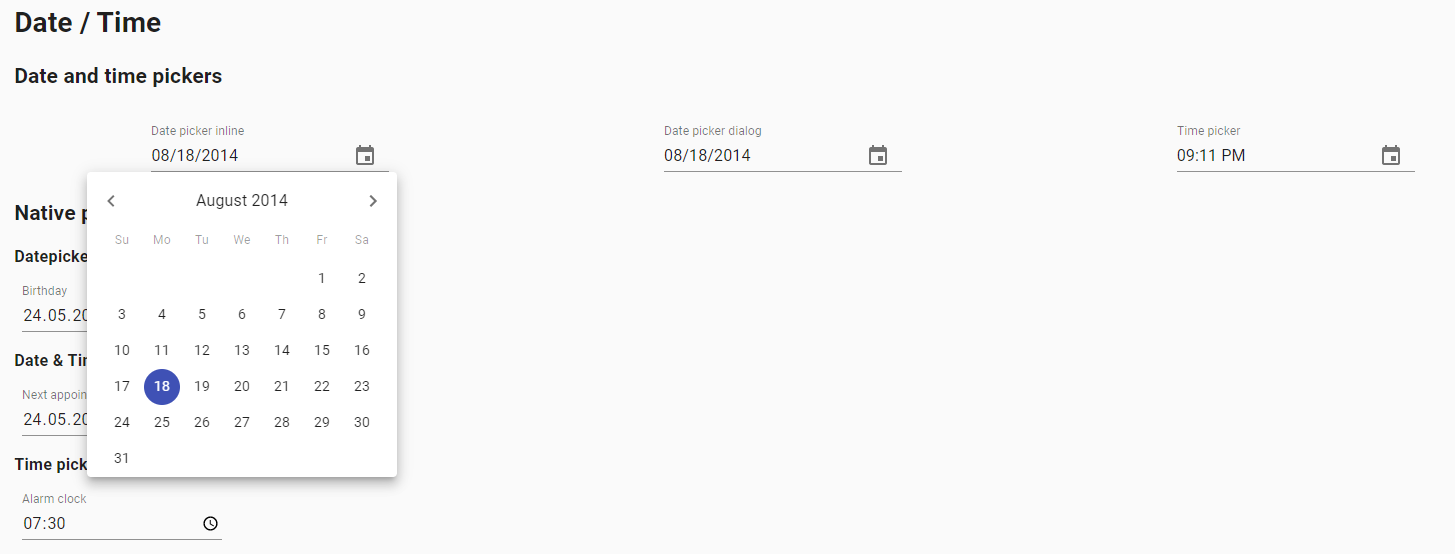 Date / Time
Date and time pickers
Date picker inline Date picker dialog Time picker
08/18/2014 08/18/2014 09:11 PM
August 2014
Su Mo Tu We Th Fr Sa
1 2
3 4 5 6 7 8 9
10 11 12 13 14 15 16
17 18 19 20 21 22 23
24 25 26 27 28 29 30
31
Native
Birthday
24.05.20
Date &
Next
24.05.20
Time
Alarm clock
07:30